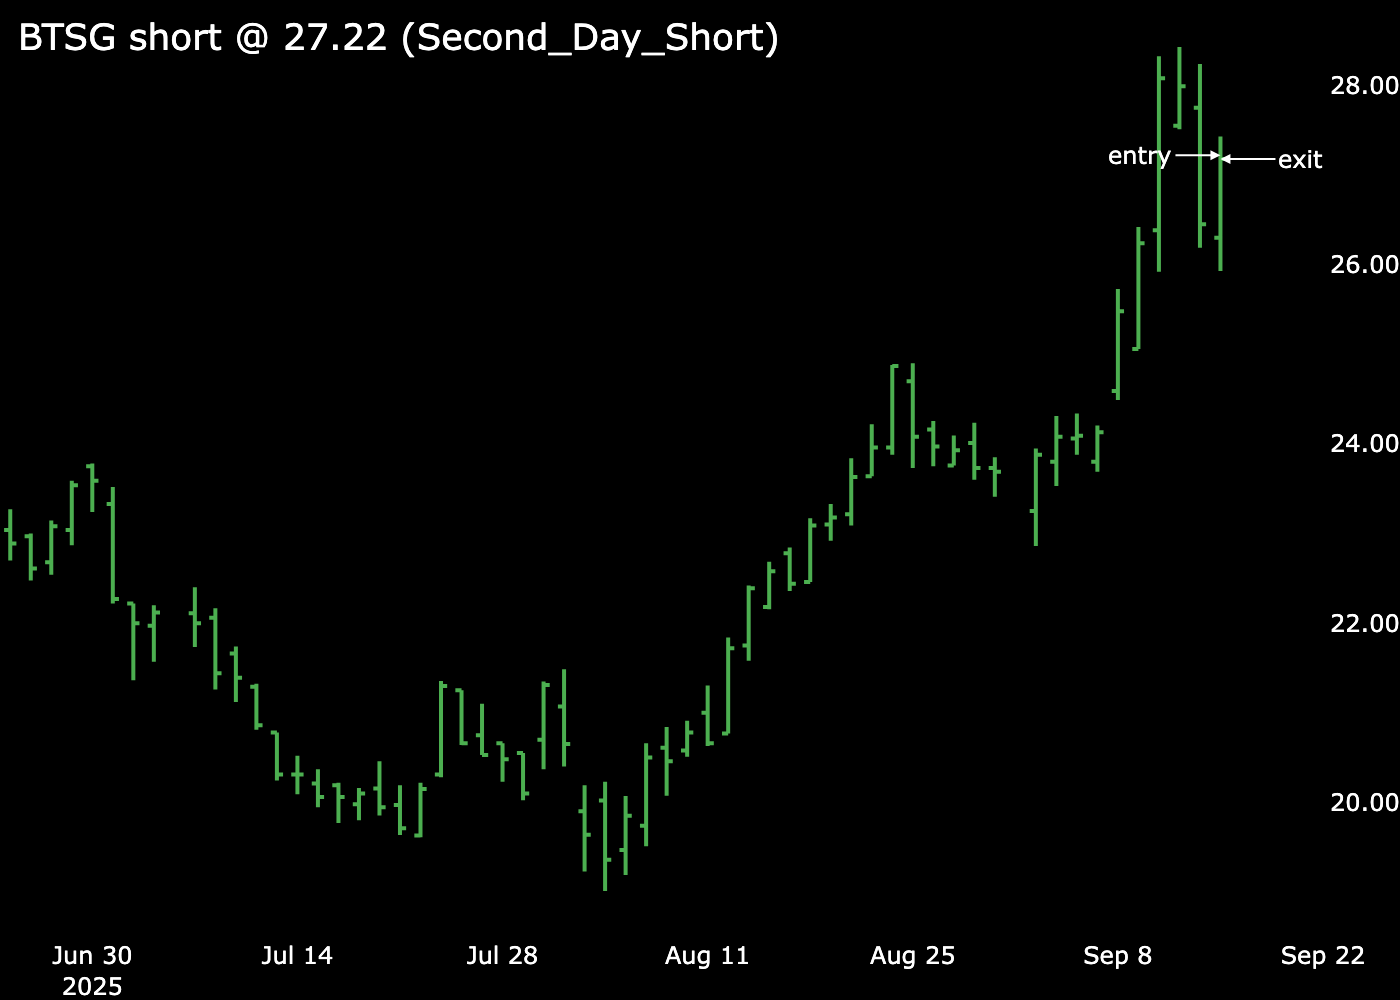 BTSG short @ 27.22 (Second_Day_Short)
28.00
entry
exit
26.00
24.00
22.00
20.00
Jun 30
2025
Jul 14
Jul 28
Aug 11
Aug 25
Sep 8
Sep 22